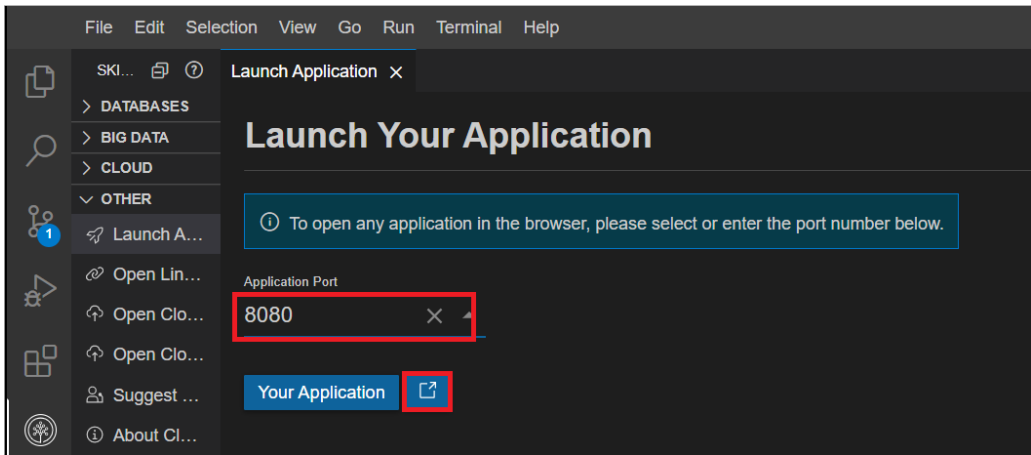 File Edit Selection View Go Run Terminal Help
SKI...
Launch Application
DATABASES
BIG DATA
CLOUD
OTHER
Launch A...
Open Lin...
Open Clo...
Open Clo...
Suggest ...
About Cl...
1
Launch Your Application
To open any application in the browser, please select or enter the port number below.
Application Port
8080
Your Application